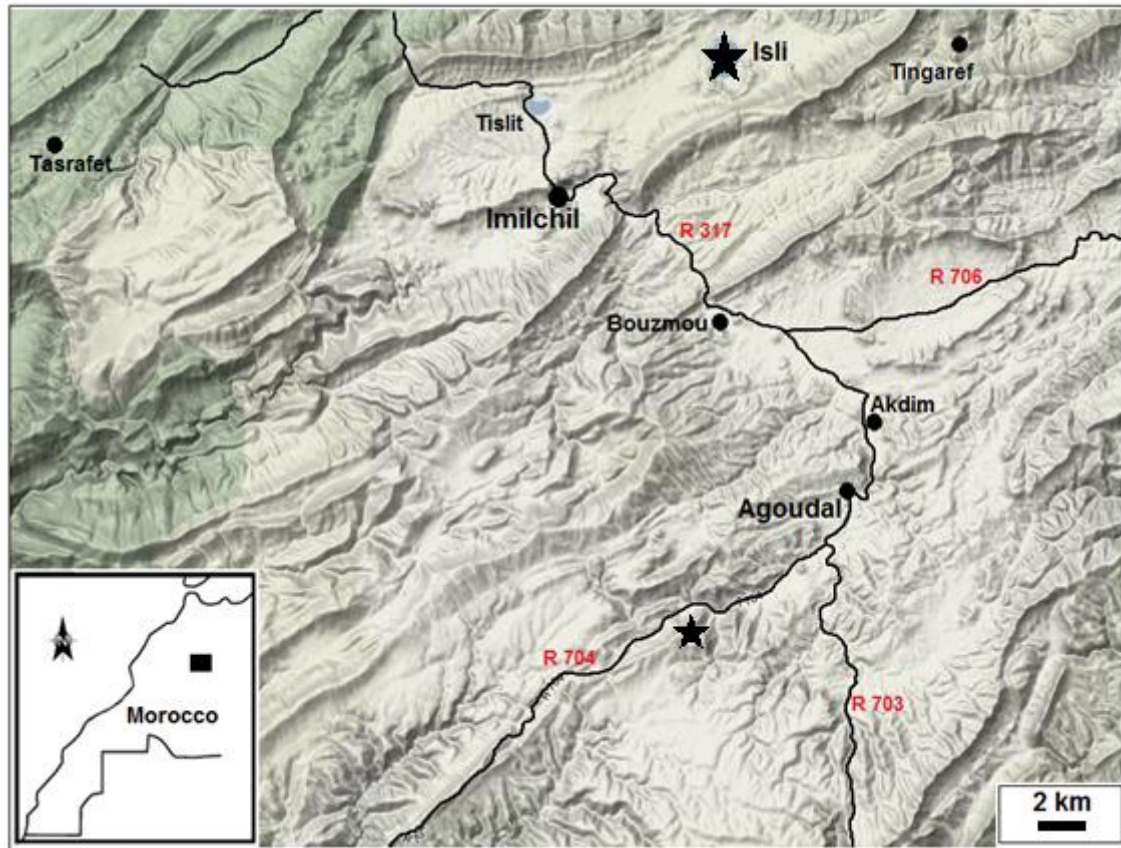 Isli
Tingaref
Tislit
Tasrafet
Imilchil
R 317
R 706
Bouzmou
Akdim
Agoudal
R 704
R 703
Morocco
2 km